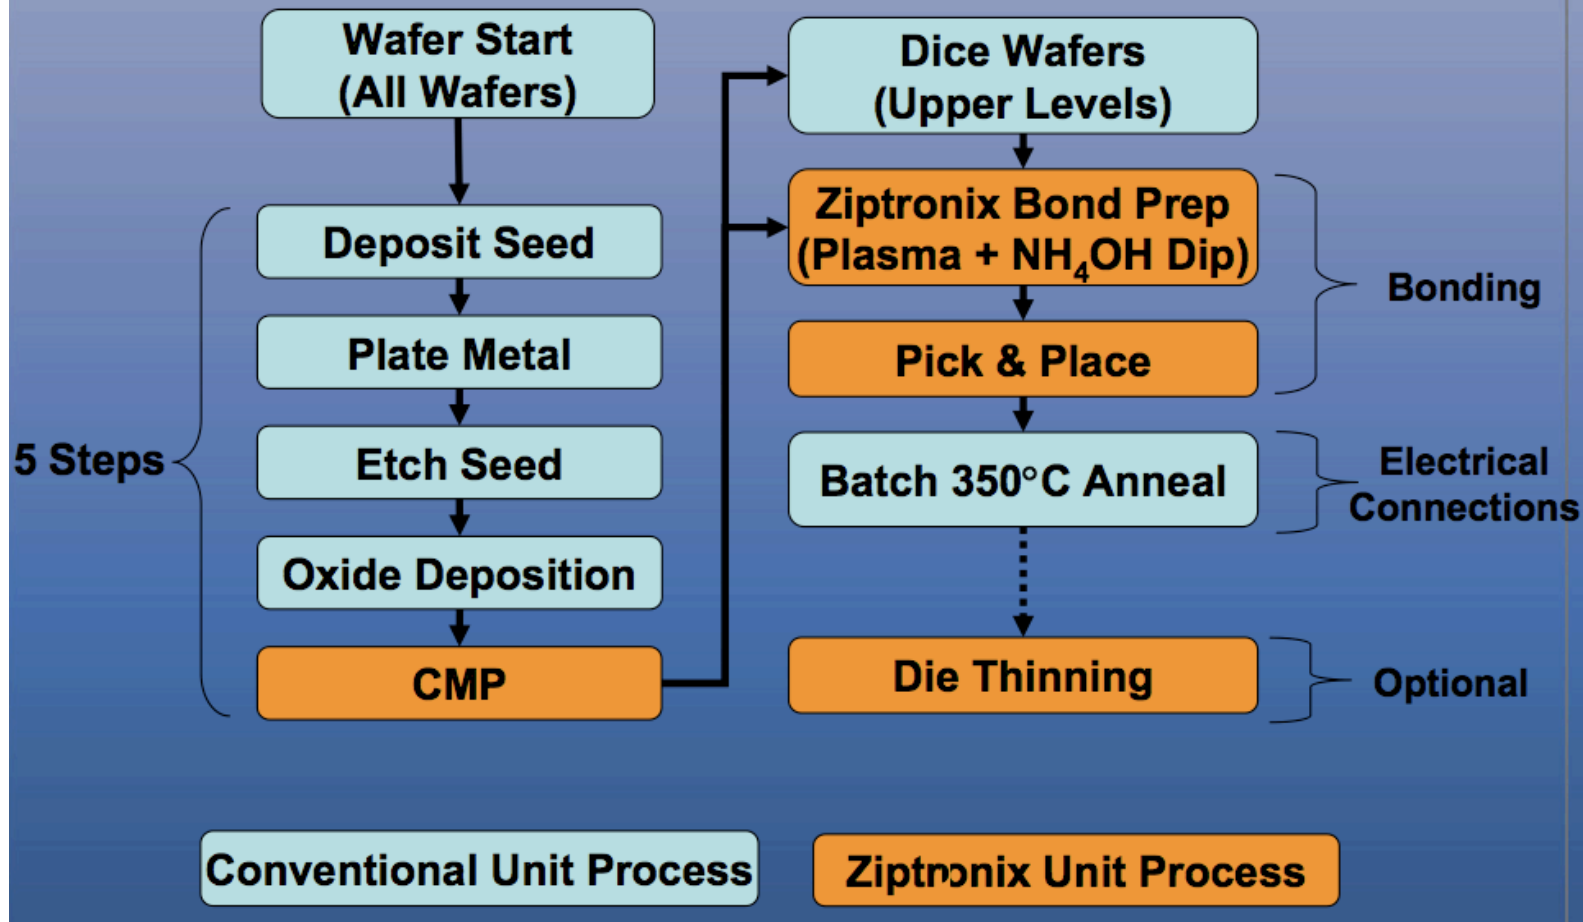 Wafer Start
(All Wafers)
Deposit Seed
Plate Metal
Etch Seed
Oxide Deposition
CMP
5 Steps
Dice Wafers
(Upper Levels)
Ziptronix Bond Prep
(Plasma + NH₄OH Dip)
Pick & Place
Bonding
Batch 350°C Anneal
Electrical
Connections
Die Thinning
Optional
Conventional Unit Process
Ziptronix Unit Process